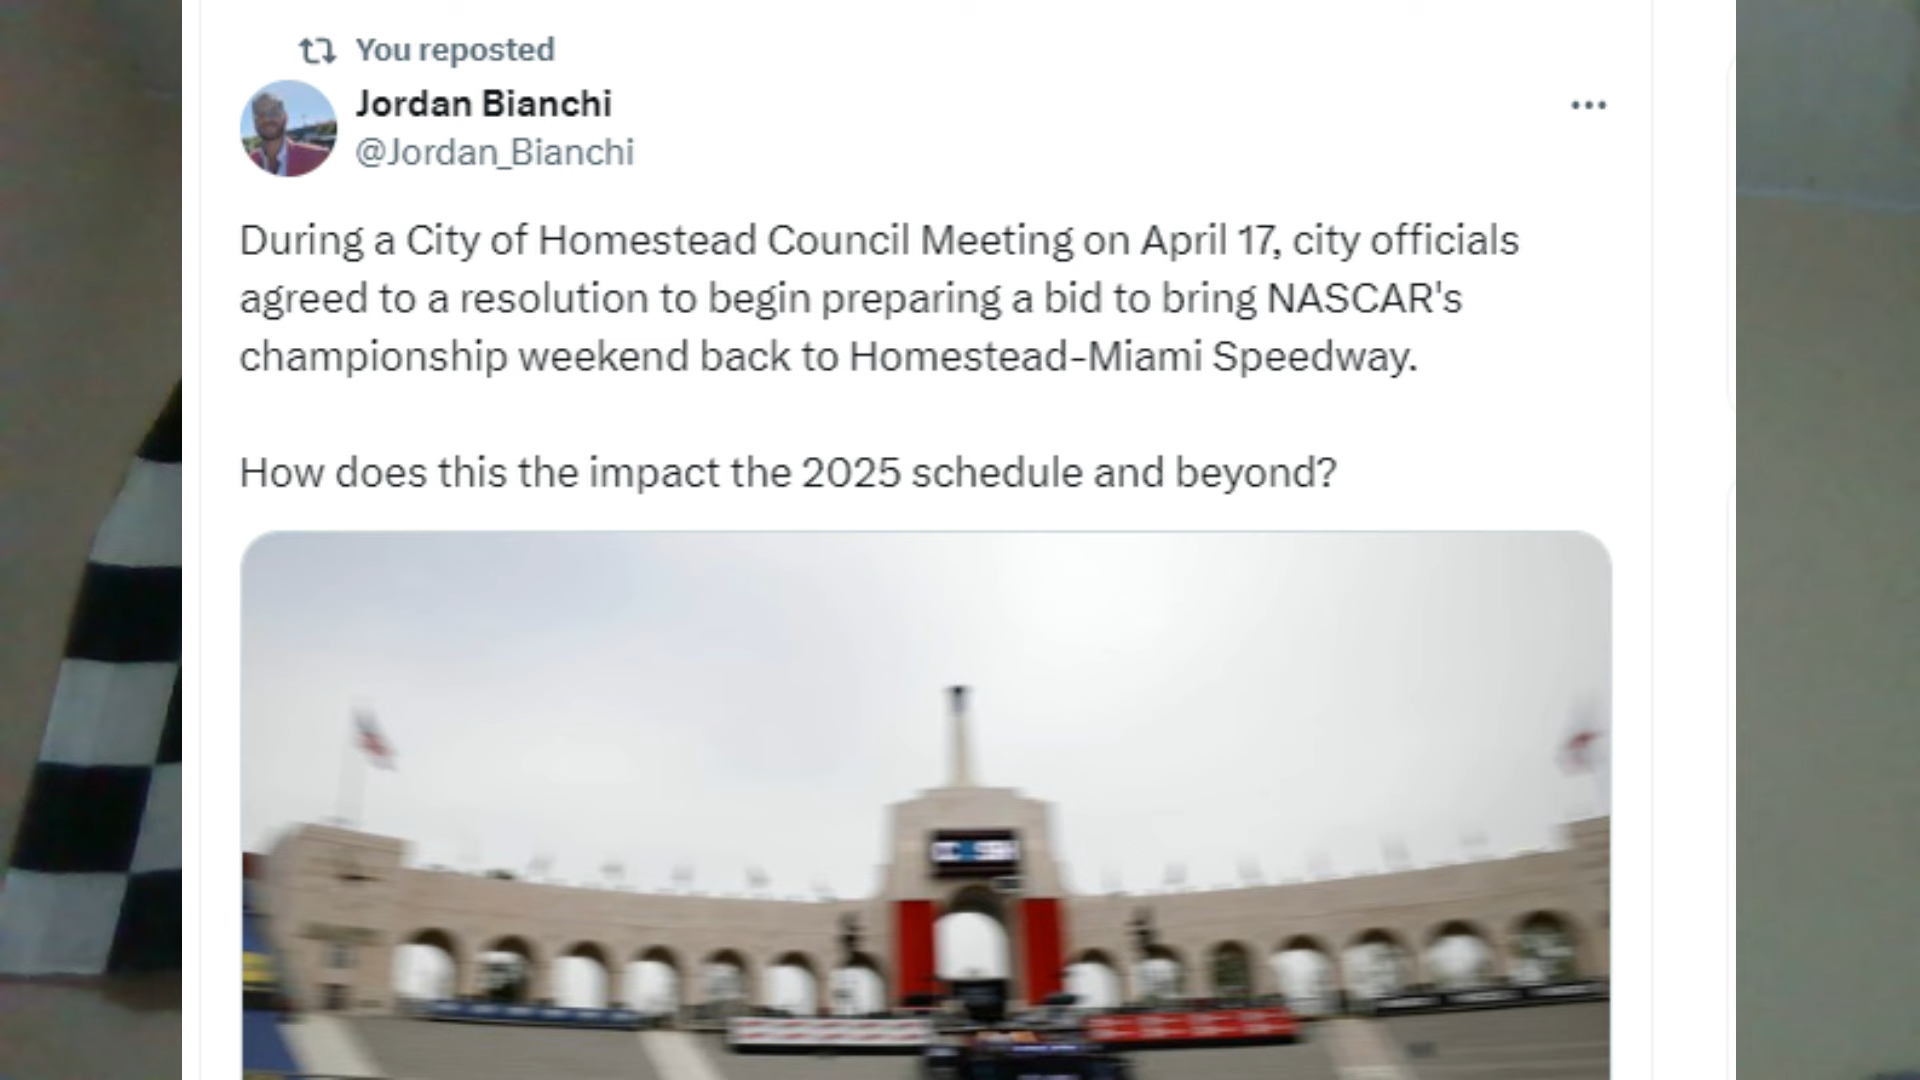 You reposted
Jordan Bianchi
@Jordan_Bianchi
During a City of Homestead Council Meeting on April 17, city officials
agreed to a resolution to begin preparing a bid to bring NASCAR's
championship weekend back to Homestead-Miami Speedway.
How does this the impact the 2025 schedule and beyond?